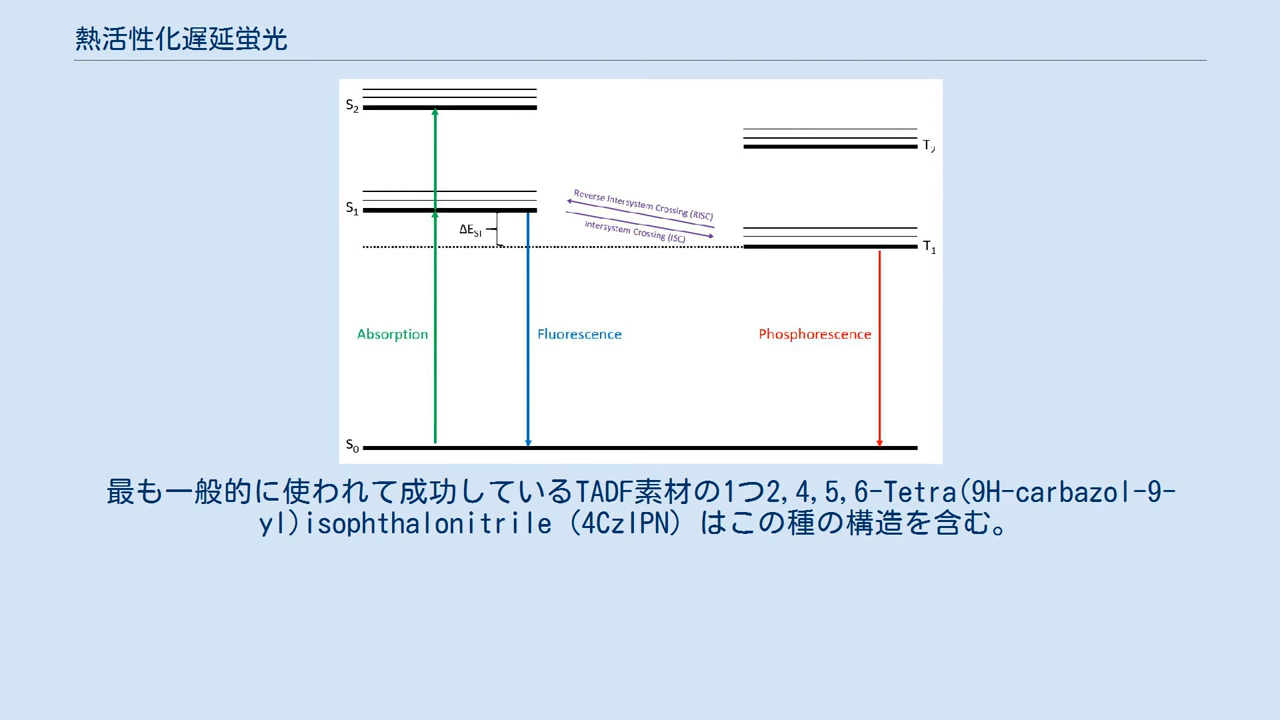 熱活性化遅延蛍光
S2
T2
Reverse Intersystem Crossing (RISC)
S1
ΔEST
Intersystem Crossing (ISC)
T1
Absorption
Fluorescence
Phosphorescence
S0
最も一般的に使われて成功しているTADF素材の1つ2,4,5,6-Tetra(9H-carbazol-9-
yl)isophthalonitrile (4CzIPN) はこの種の構造を含む。